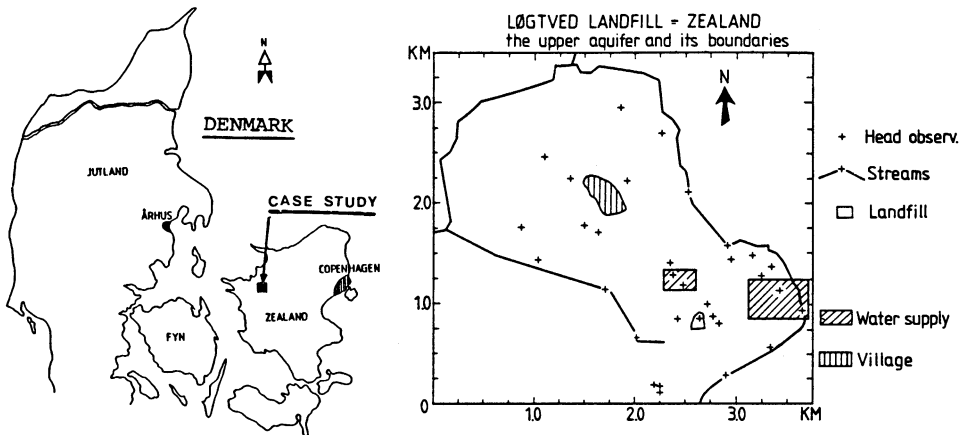 N
DENMARK
JUTLAND
CASE STUDY
ÅRHUS
COPENHAGEN
ZEALAND
FYN
LØGTVED LANDFILL - ZEALAND
the upper aquifer and its boundaries
KM
3.0
2.0
1.0
0
1.0
2.0
3.0
KM
N
+ Head observ.
Streams
Landfill
Water supply
Village